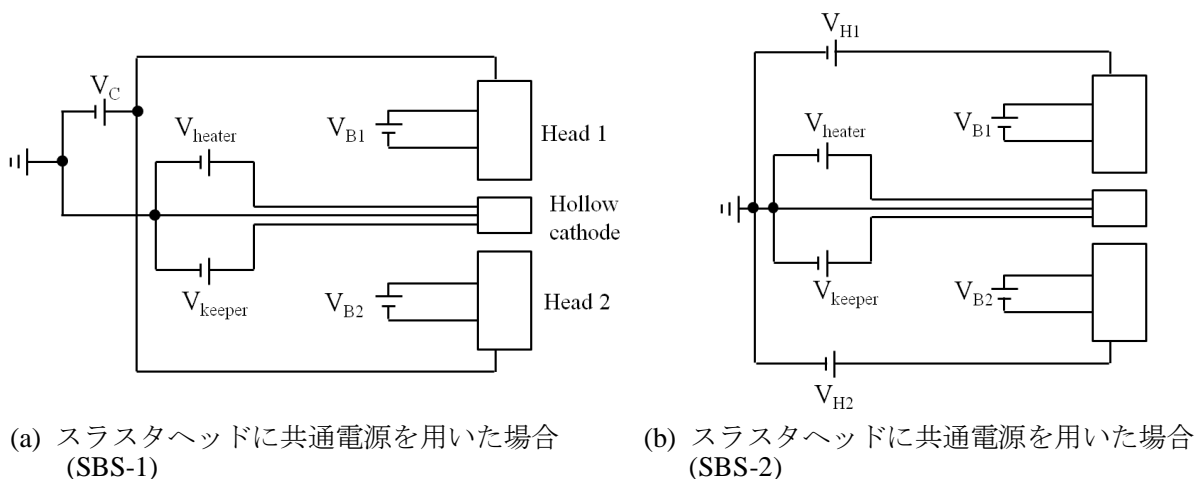 V_C
V_heater
V_B1
Head 1
Hollow
cathode
V_keeper
V_B2
Head 2
(a) スラスタヘッドに共通電源を用いた場合
(SBS-1)
V_H1
V_heater
V_B1
V_keeper
V_B2
V_H2
(b) スラスタヘッドに共通電源を用いた場合
(SBS-2)